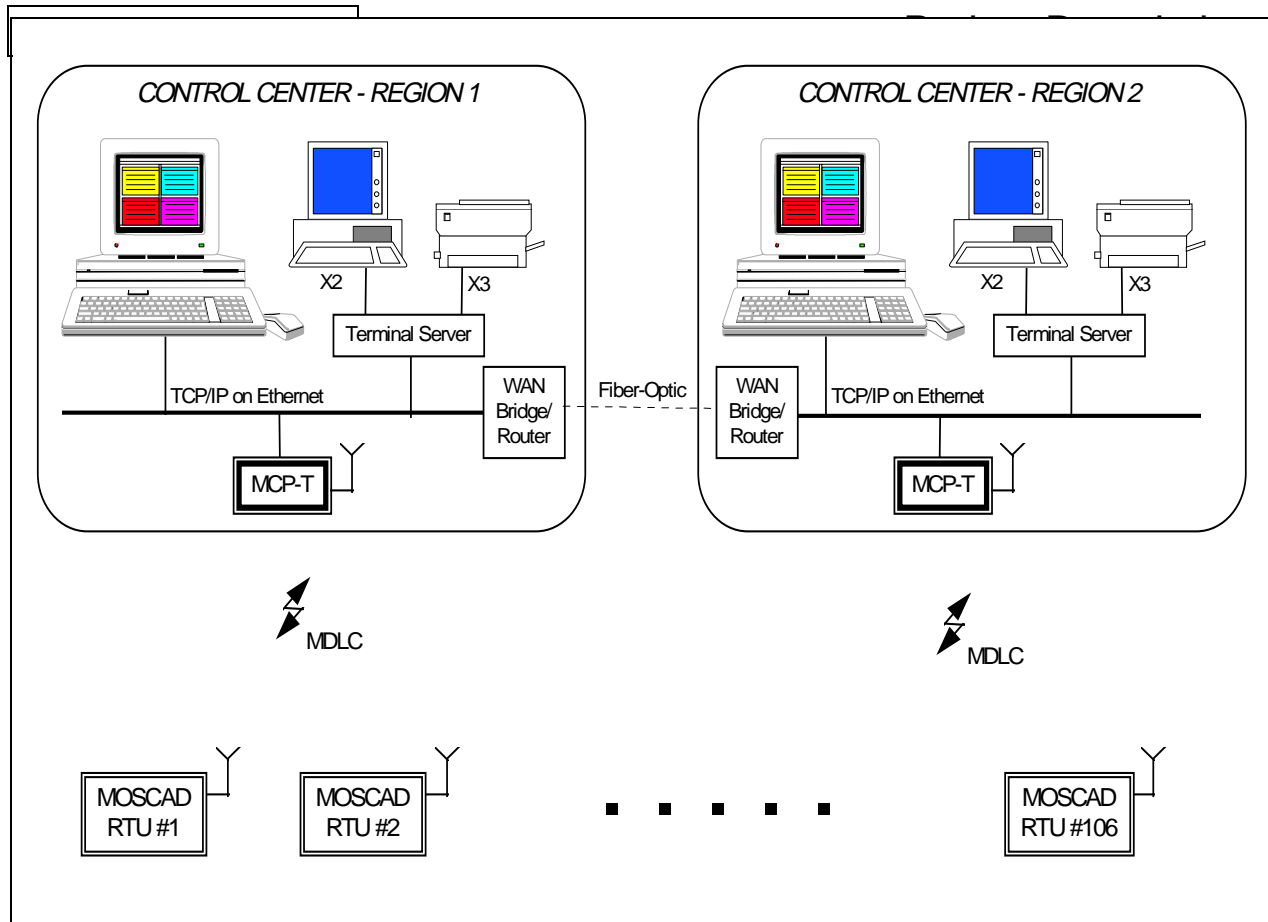 CONTROL CENTER - REGION 1
CONTROL CENTER - REGION 2
X2
X3
X2
X3
Terminal Server
Terminal Server
TCP/IP on Ethernet
WAN
Bridge/
Router
Fiber-Optic
WAN
Bridge/
Router
TCP/IP on Ethernet
MCP-T
MCP-T
MDLC
MDLC
MOSCAD
RTU #1
MOSCAD
RTU #2
MOSCAD
RTU #106